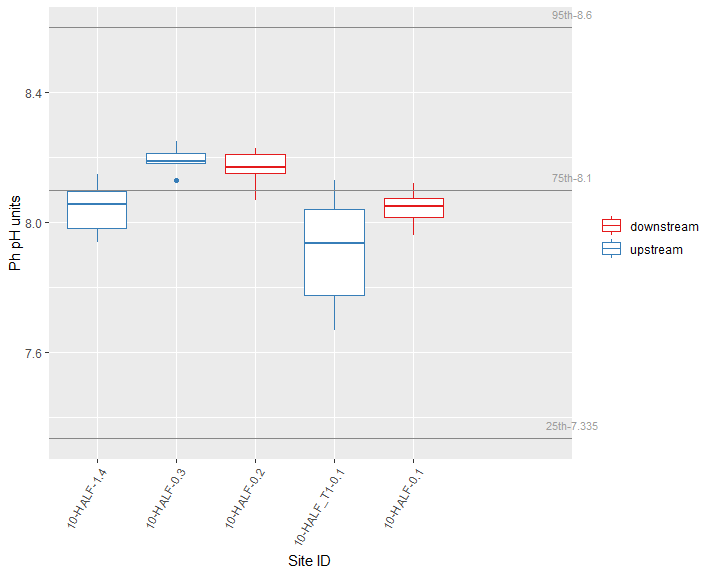 95th-8.6
8.4
75th-8.1
8.0
7.6
25th-7.335
Ph pH units
10-HALF-1.4
10-HALF-0.3
10-HALF-0.2
10-HALF_T1-0.1
10-HALF-0.1
Site ID
downstream
upstream